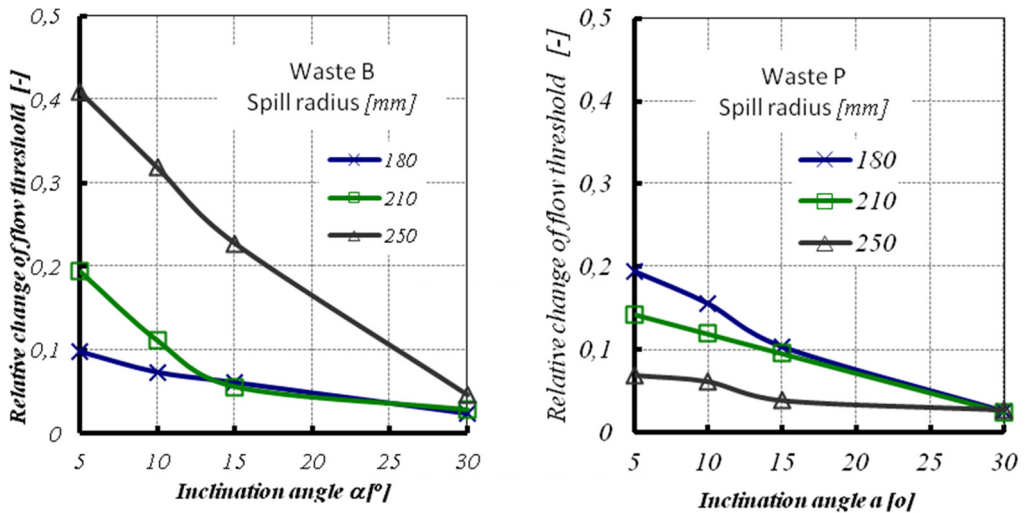 Relative change of flow threshold [-]
0,5
0,4
0,3
0,2
0,1
0
Waste B
Spill radius [mm]
180
210
250
5 10 15 20 25 30
Inclination angle α[º]
Relative change of flow threshold [-]
0,5
0,4
0,3
0,2
0,1
0
Waste P
Spill radius [mm]
180
210
250
5 10 15 20 25 30
Inclination angle a [o]